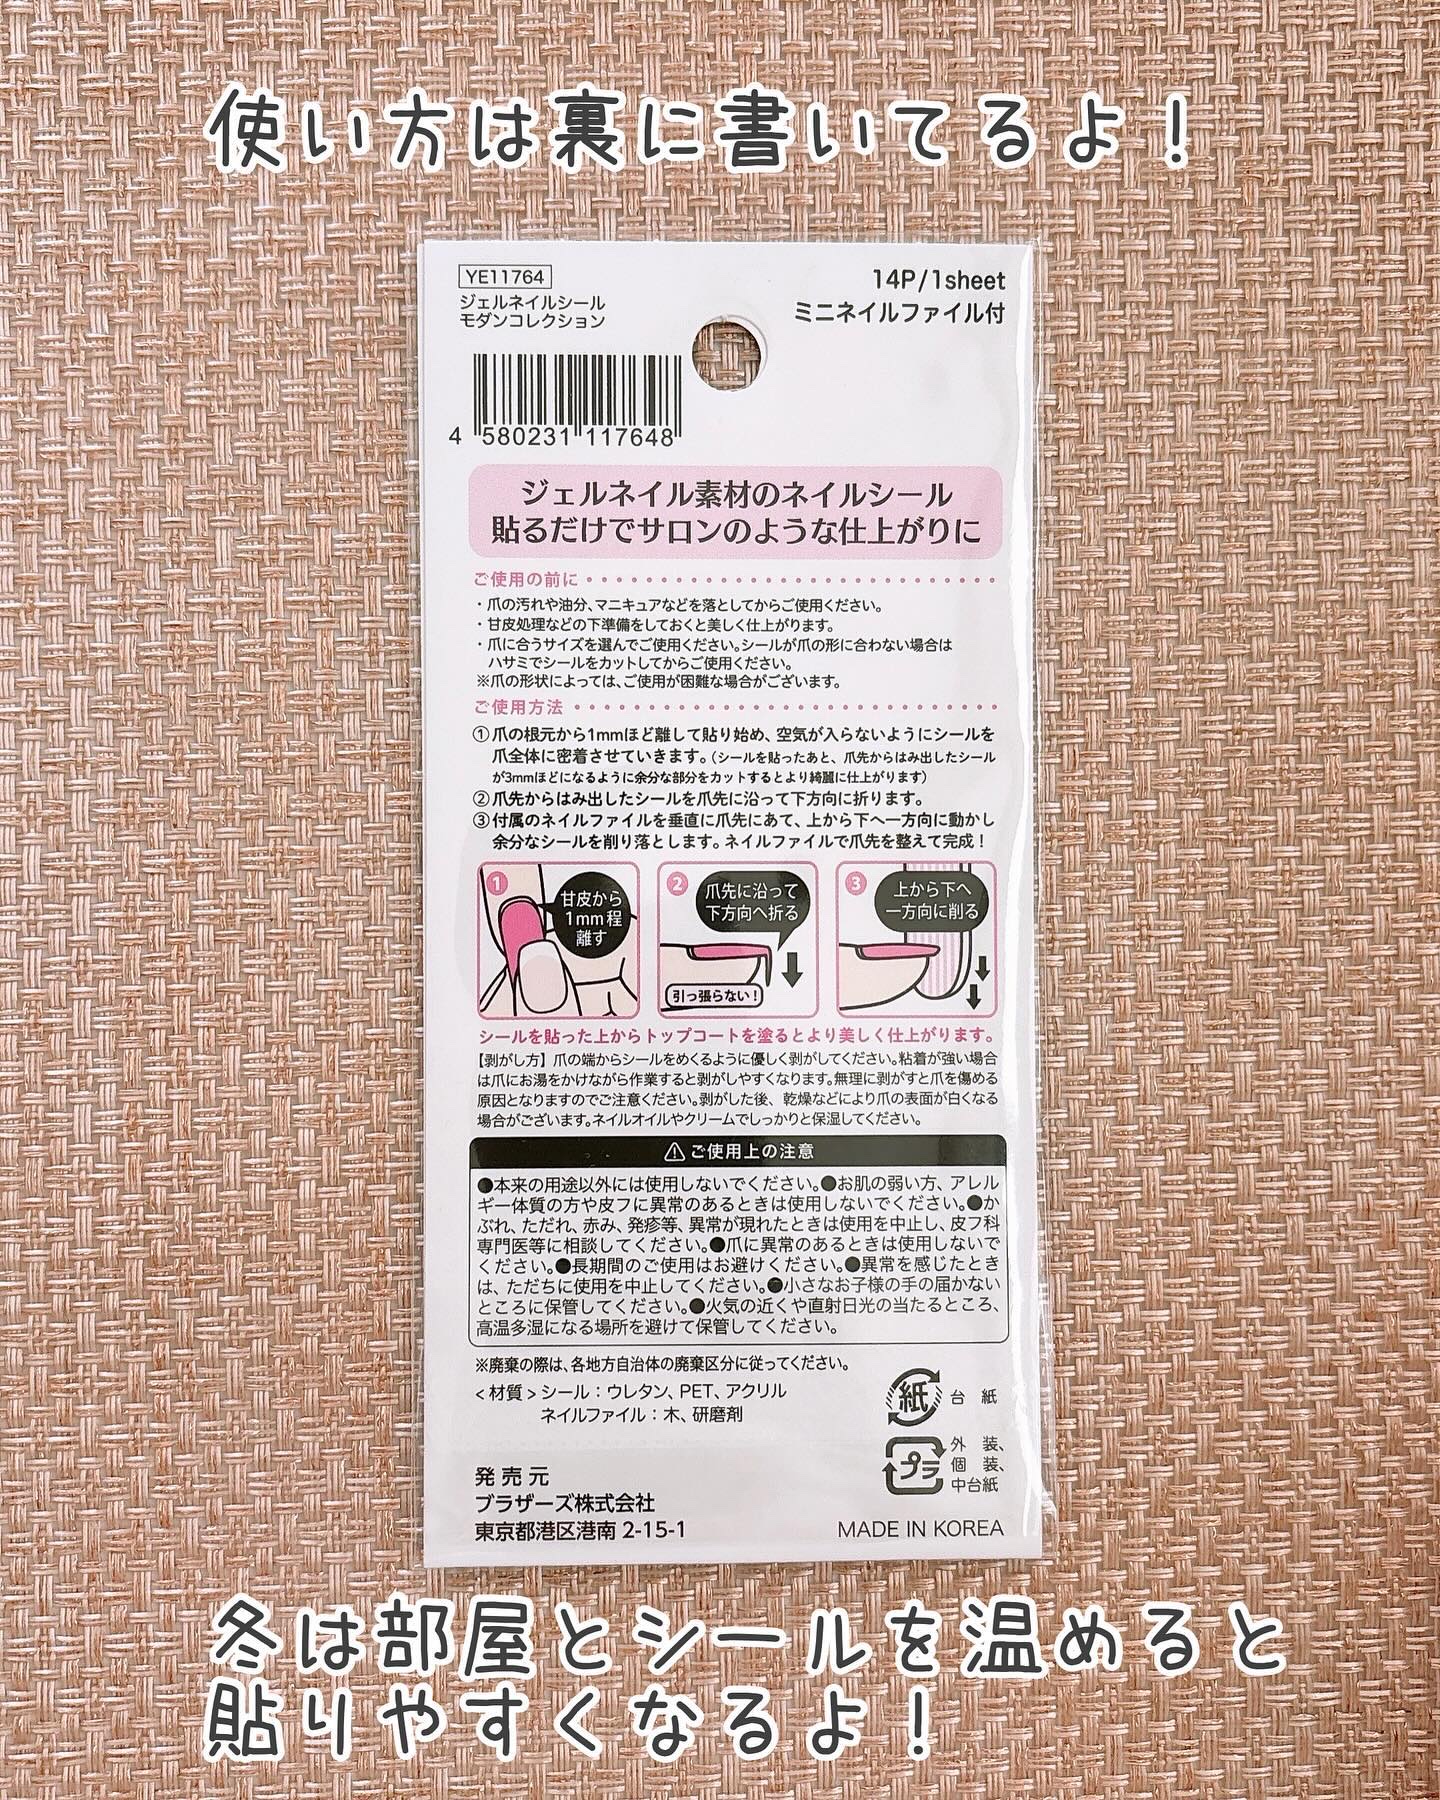 使い方は裏に書いてるよ！
YE11764
ジェルネイルシール
モダンコレクション
14P/1sheet
ミニネイルファイル付
4 580231 117648
ジェルネイル素材のネイルシール
貼るだけでサロンのような仕上がりに
ご使用の前に
・爪の汚れや油分、マニキュアなどを落としてからご使用ください。
・甘皮処理などの下準備をしておくと美しく仕上がります。
・爪に合うサイズを選んでご使用ください。シールが爪の形に合わない場合は
ハサミでシールをカットしてからご使用ください。
※爪の形状によっては、ご使用が困難な場合がございます。
ご使用方法
①爪の根元から1mmほど離して貼り始め、空気が入らないようにシールを
爪全体に密着させていきます。（シールを貼ったあと、爪先からはみ出したシール
が3mmほどになるように余分な部分をカットするとより綺麗に仕上がります）
②爪先からはみ出したシールを爪先に沿って下方向に折ります。
③付属のネイルファイルを垂直に爪先にあて、上から下へ一方向に動かし
余分なシールを削り落とします。ネイルファイルで爪先を整えて完成！
1
甘皮から
1mm程
離す
2
爪先に沿って
下方向へ折る
引っ張らない！
3
上から下へ
一方向に削る
シールを貼った上からトップコートを塗るとより美しく仕上がります。
【剥がし方】爪の端からシールをめくるように優しく剥がしてください。粘着が強い場合
は爪にお湯をかけながら作業すると剥がしやすくなります。無理に剥がすと爪を傷める
原因となりますのでご注意ください。剥がした後、乾燥などにより爪の表面が白くなる
場合がございます。ネイルオイルやクリームでしっかりと保湿してください。
⚠ご使用上の注意
●本来の用途以外には使用しないでください。●お肌の弱い方、アレル
ギー体質の方や皮フに異常のあるときは使用しないでください。●か
ぶれ、ただれ、赤み、発疹等、異常が現れたときは使用を中止し、皮フ科
専門医等に相談してください。●爪に異常のあるときは使用しないで
ください。●長期間のご使用はお避けください。●異常を感じたとき
は、ただちに使用を中止してください。●小さなお子様の手の届かない
ところに保管してください。●火気の近くや直射日光の当たるところ、
高温多湿になる場所を避けて保管してください。
※廃棄の際は、各地方自治体の廃棄区分に従ってください。
＜材質＞シール：ウレタン、PET、アクリル
ネイルファイル：木、研磨剤
紙 台紙
プラ 外装、
個装、
中台紙
発売元
ブラザーズ株式会社
東京都港区港南 2-15-1
MADE IN KOREA
冬は部屋とシールを温めると
貼りやすくなるよ！